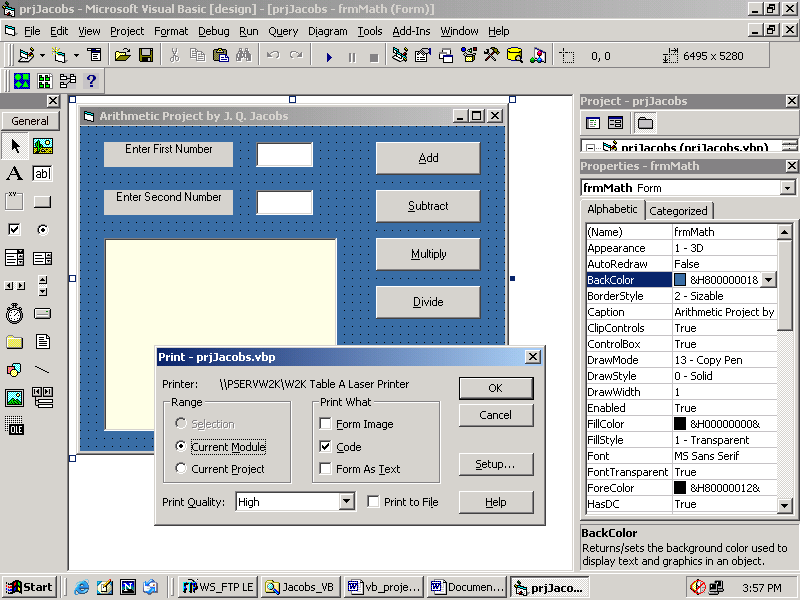 prjJacobs - Microsoft Visual Basic [design] - [prjJacobs - frmMath (Form)]
File Edit View Project Format Debug Run Query Diagram Tools Add-Ins Window Help
0, 0
6495 x 5280
?
General
A
ab|
xy
OLE
Arithmetic Project by J. Q. Jacobs
Enter First Number
Add
Enter Second Number
Subtract
Multiply
Divide
Print - prjJacobs.vbp
Printer: \\PSERVW2K\W2K Table A Laser Printer
Range
Selection
Current Module
Current Project
Print What
Form Image
Code
Form As Text
OK
Cancel
Setup...
Help
Print Quality: High
Print to File
Project - prjJacobs
prjJacobs (prjJacobs.vbp)
Properties - frmMath
frmMath Form
Alphabetic Categorized
(Name) frmMath
Appearance 1 - 3D
AutoRedraw False
BackColor &H80000001&
BorderStyle 2 - Sizable
Caption Arithmetic Project by
ClipControls True
ControlBox True
DrawMode 13 - Copy Pen
DrawStyle 0 - Solid
DrawWidth 1
Enabled True
FillColor &H00000000&
FillStyle 1 - Transparent
Font MS Sans Serif
FontTransparent True
ForeColor &H80000012&
HasDC True
BackColor
Returns/sets the background color used to
display text and graphics in an object.
Start
WS_FTP LE
Jacobs_VB
vb_proje...
Documen...
prjJaco...
3:57 PM